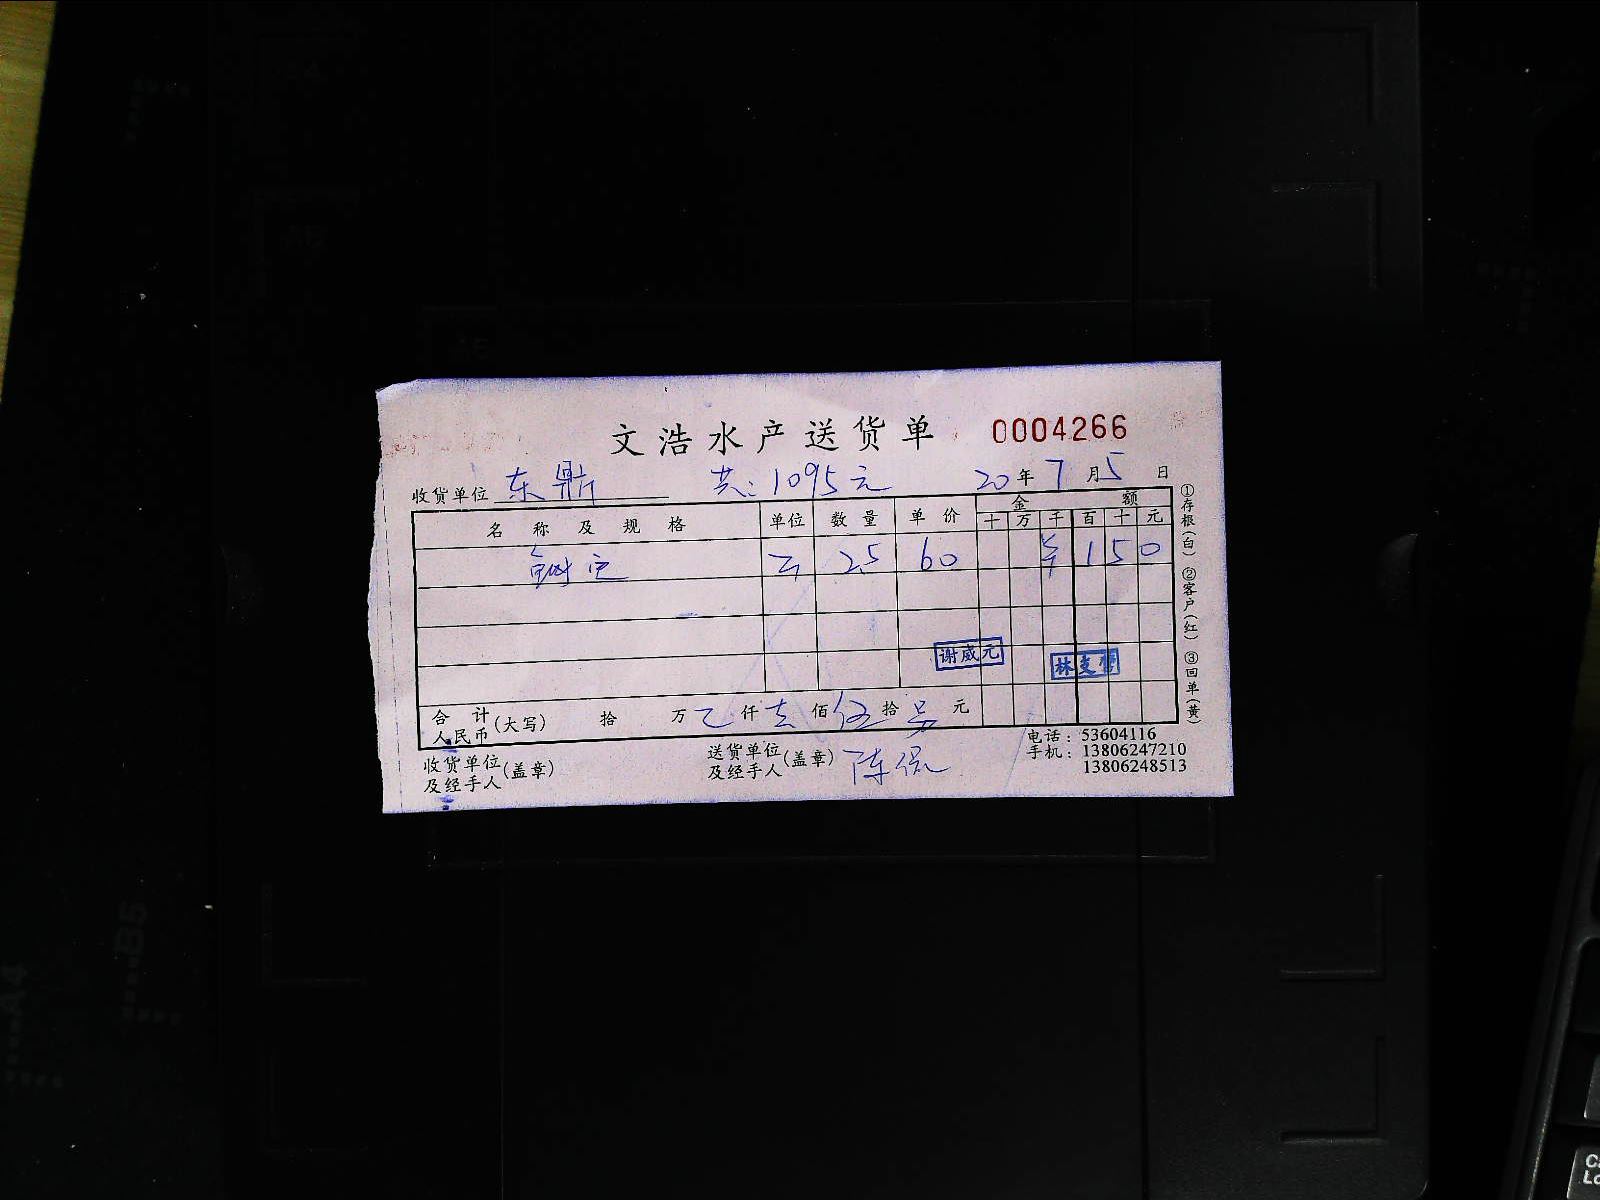 文浩水产送货单 0004266
收货单位 东鼎 共:1095元 20年7月5日
名称及规格 单位 数量 单价 金额
十 万 千 百 十 元
25 60 ¥ 1 5 0
谢威元
合计人民币(大写) 拾 万 仟 壹 佰 伍 拾 元
收货单位及经手人(盖章) 送货单位及经手人(盖章) 陈
电话:53604116
手机:13806247210
13806248513
①存根(白) ②客户(红) ③回单(黄)
A4
B5